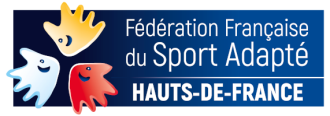 Fédération Française
du Sport Adapté
HAUTS-DE-FRANCE